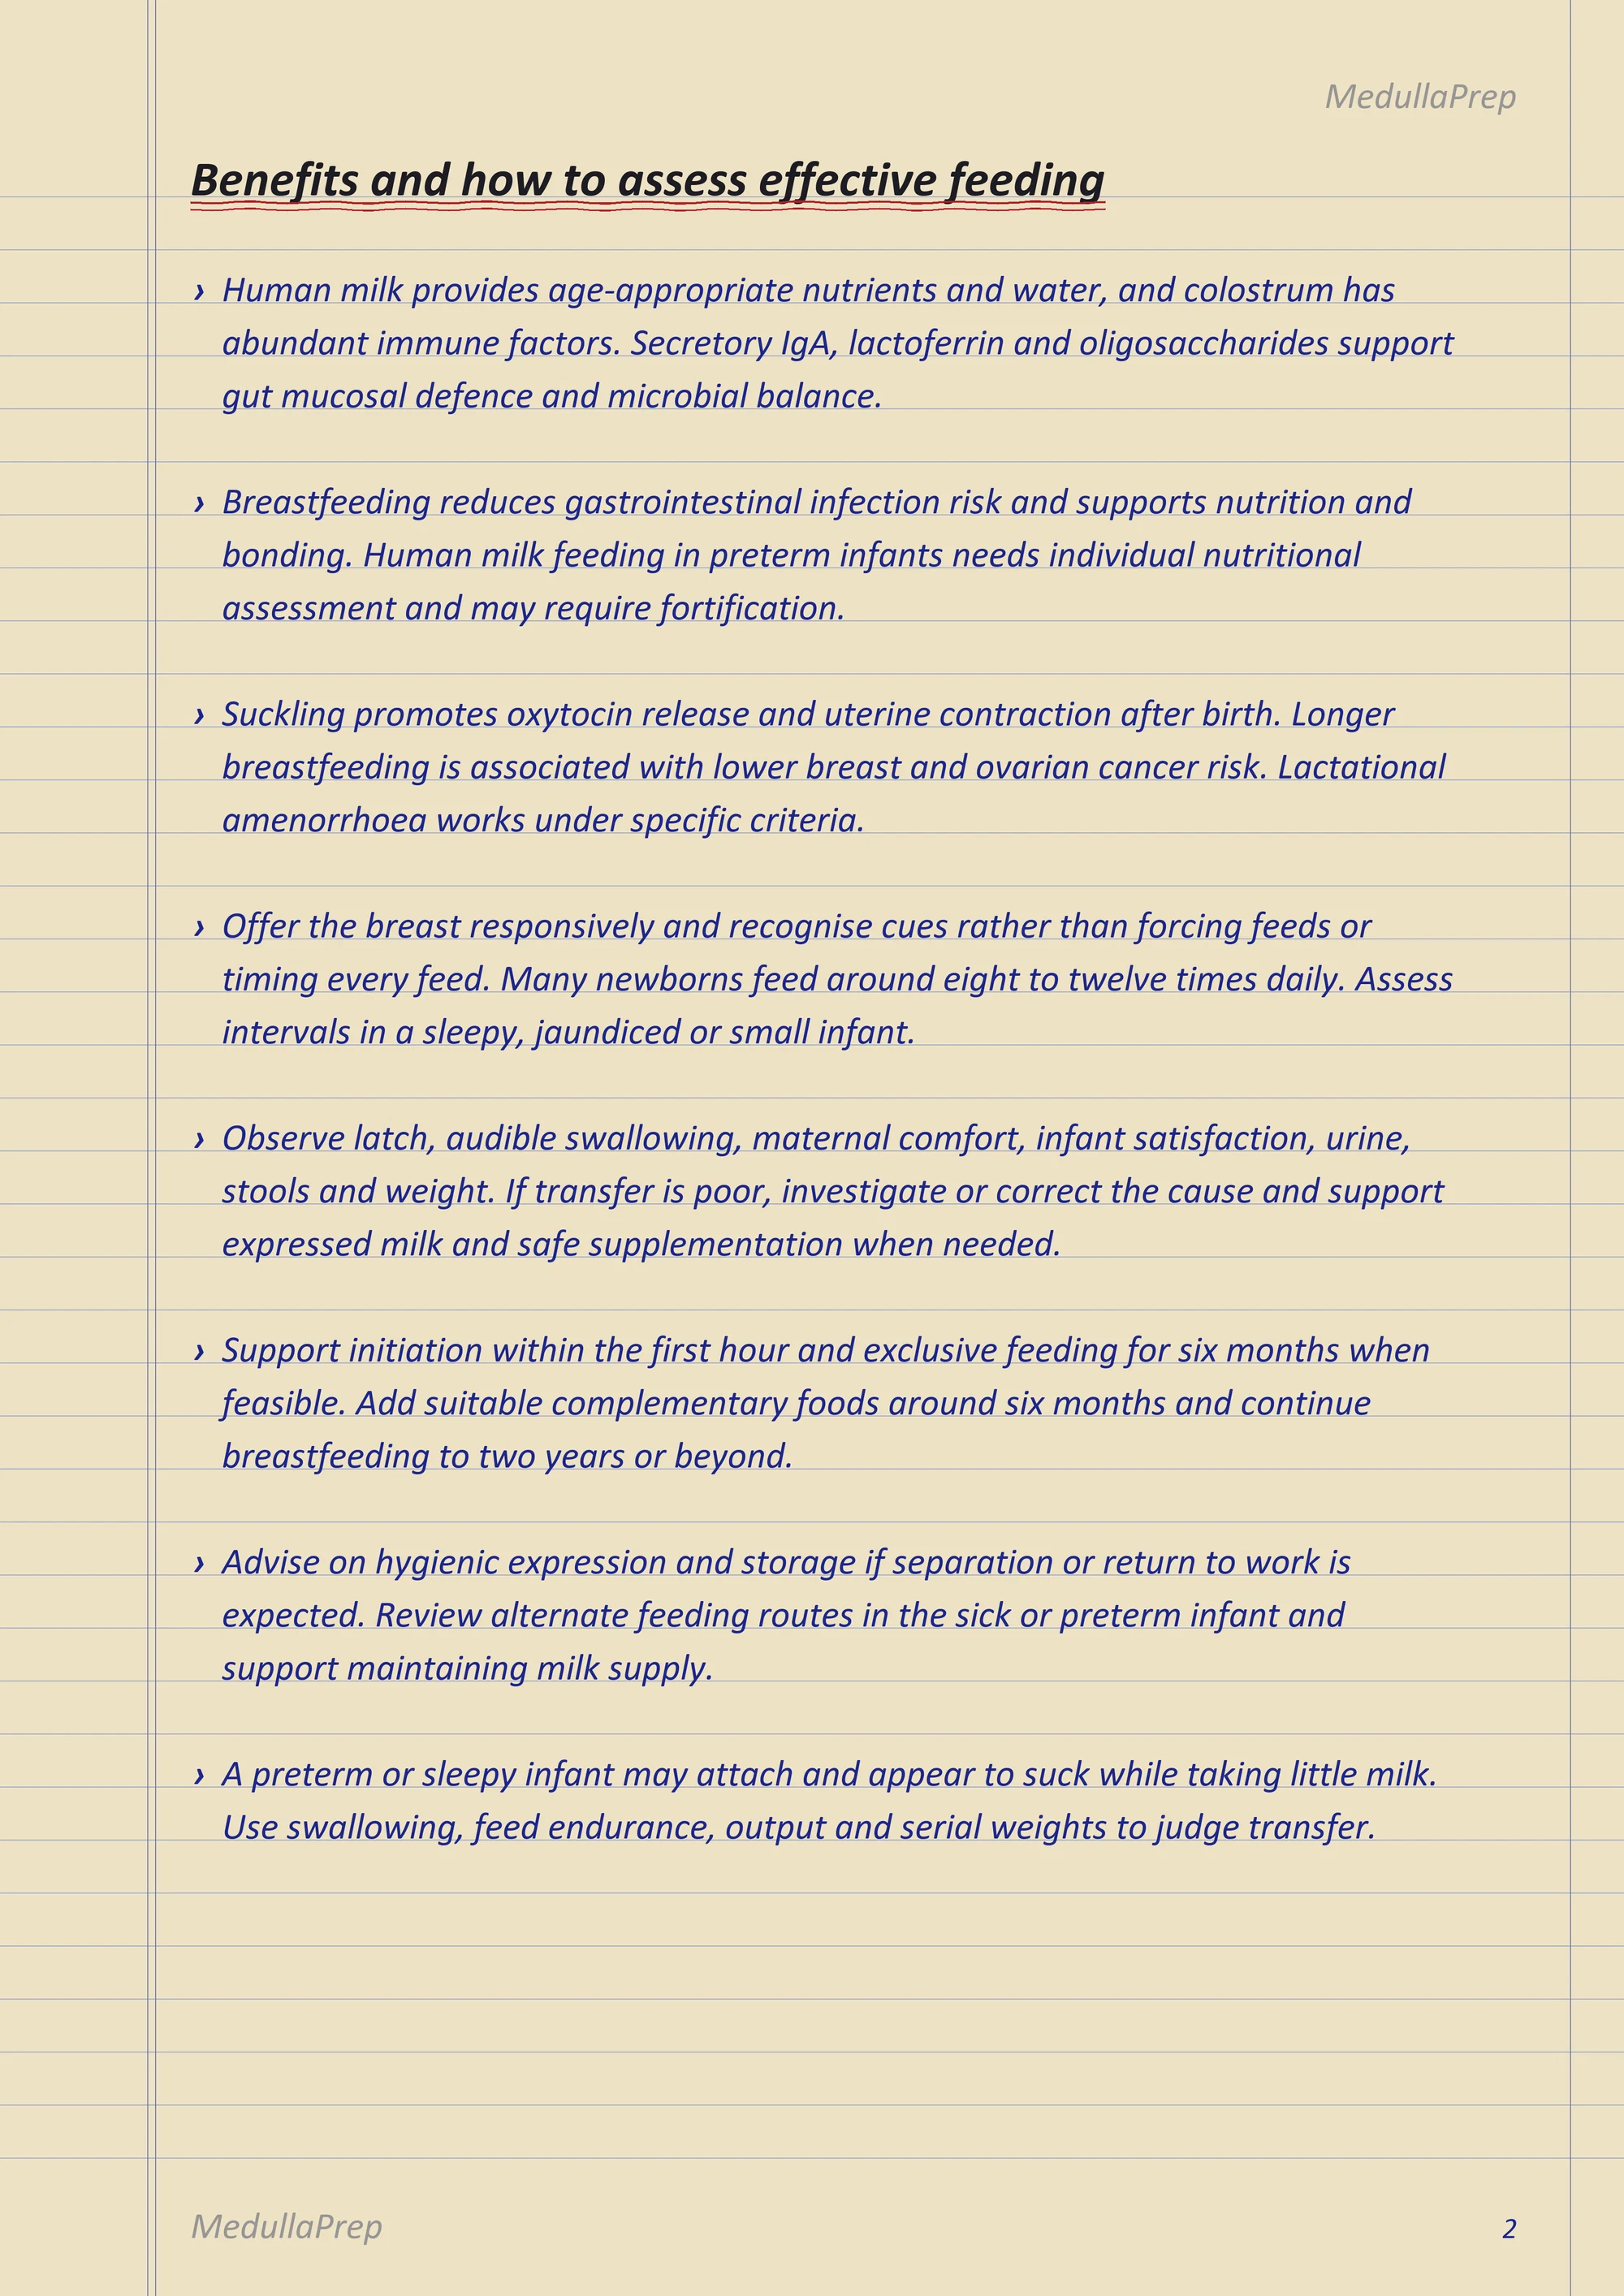 MedullaPrep
Benefits and how to assess effective feeding
› Human milk provides age-appropriate nutrients and water, and colostrum has
abundant immune factors. Secretory IgA, lactoferrin and oligosaccharides support
gut mucosal defence and microbial balance.
› Breastfeeding reduces gastrointestinal infection risk and supports nutrition and
bonding. Human milk feeding in preterm infants needs individual nutritional
assessment and may require fortification.
› Suckling promotes oxytocin release and uterine contraction after birth. Longer
breastfeeding is associated with lower breast and ovarian cancer risk. Lactational
amenorrhoea works under specific criteria.
› Offer the breast responsively and recognise cues rather than forcing feeds or
timing every feed. Many newborns feed around eight to twelve times daily. Assess
intervals in a sleepy, jaundiced or small infant.
› Observe latch, audible swallowing, maternal comfort, infant satisfaction, urine,
stools and weight. If transfer is poor, investigate or correct the cause and support
expressed milk and safe supplementation when needed.
› Support initiation within the first hour and exclusive feeding for six months when
feasible. Add suitable complementary foods around six months and continue
breastfeeding to two years or beyond.
› Advise on hygienic expression and storage if separation or return to work is
expected. Review alternate feeding routes in the sick or preterm infant and
support maintaining milk supply.
› A preterm or sleepy infant may attach and appear to suck while taking little milk.
Use swallowing, feed endurance, output and serial weights to judge transfer.
MedullaPrep
2